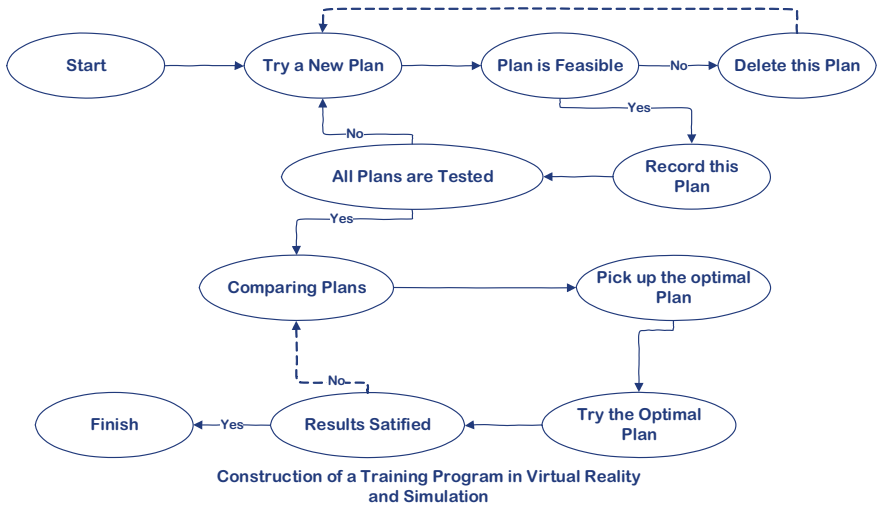 Start
Try a New Plan
Plan is Feasible
No
Delete this Plan
Yes
No
All Plans are Tested
Record this
Plan
Yes
Comparing Plans
Pick up the optimal
Plan
No
Finish
Yes
Results Satified
Try the Optimal
Plan
Construction of a Training Program in Virtual Reality
and Simulation